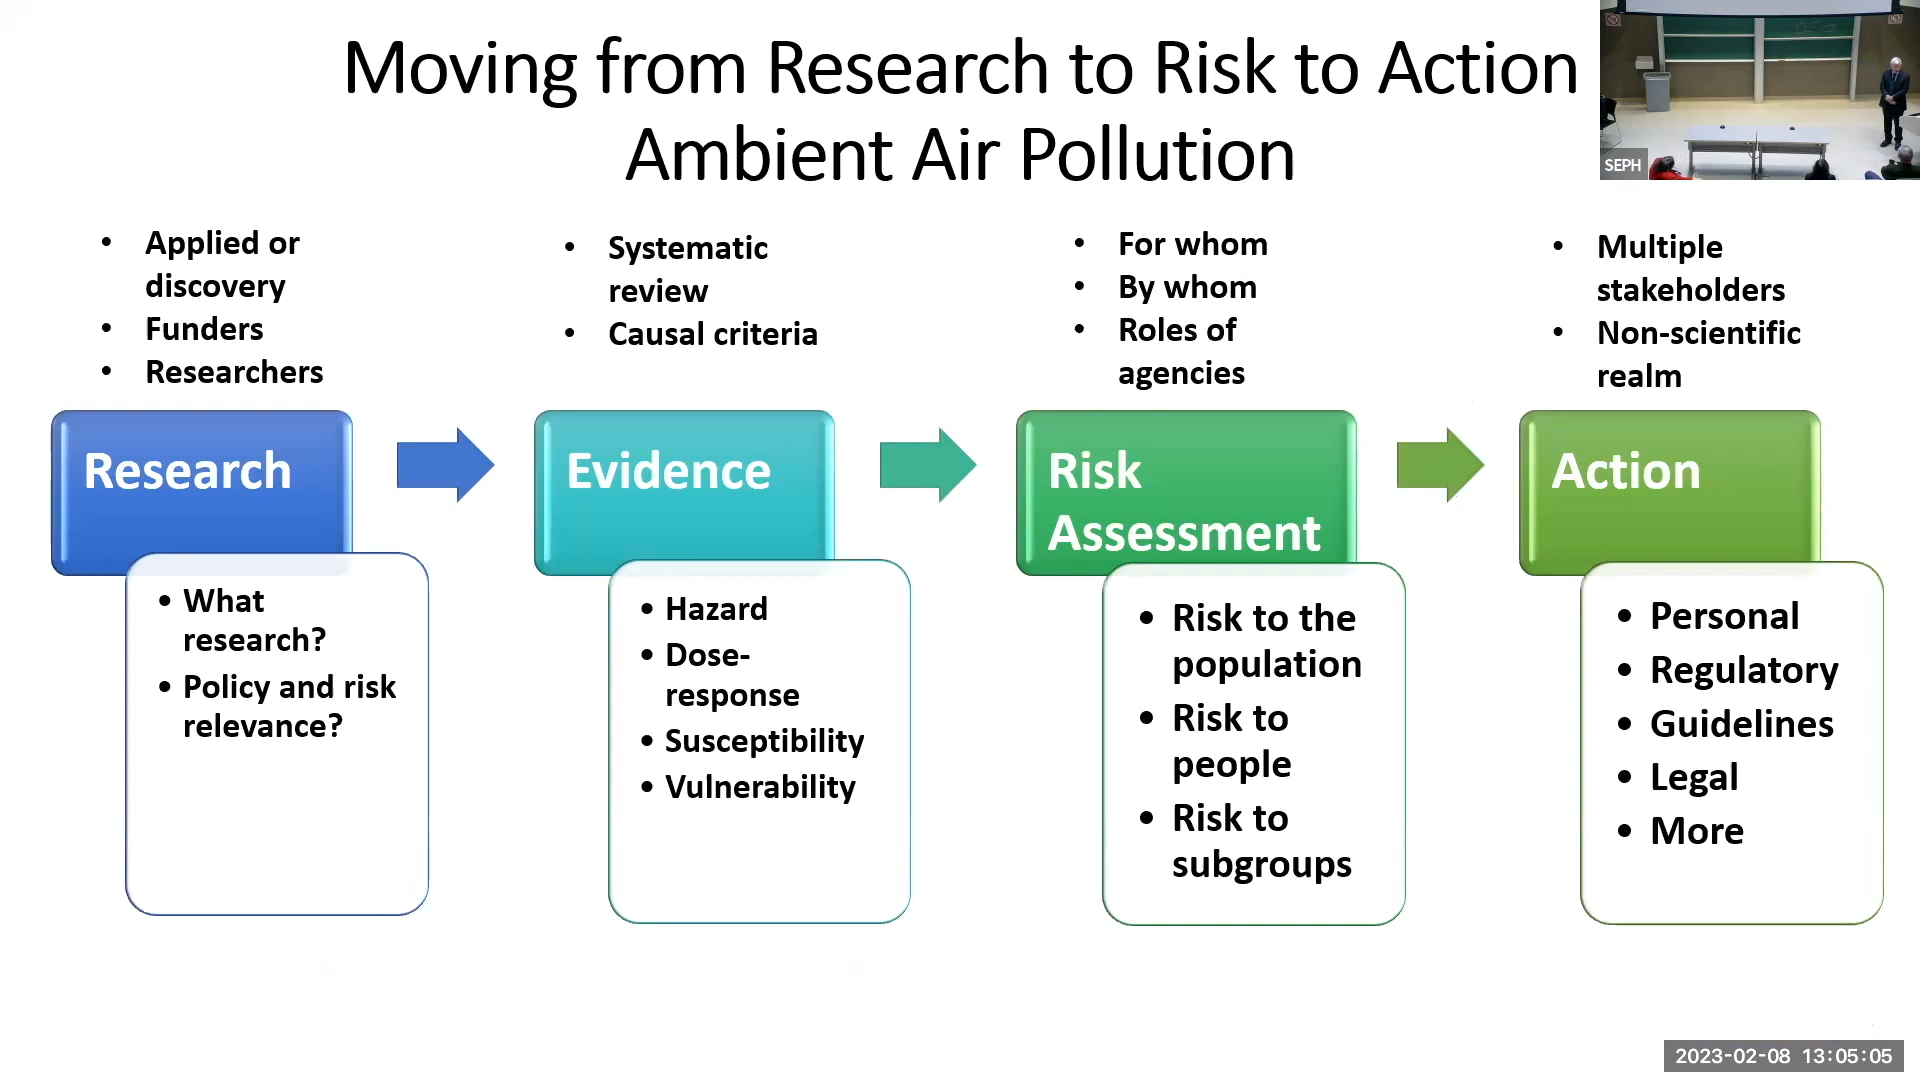 Moving from Research to Risk to Action
Ambient Air Pollution
SEPH
• Applied or
discovery
• Funders
• Researchers
• Systematic
review
• Causal criteria
• For whom
• By whom
• Roles of
agencies
• Multiple
stakeholders
• Non-scientific
realm
Research
• What
research?
• Policy and risk
relevance?
Evidence
• Hazard
• Dose-
response
• Susceptibility
• Vulnerability
Risk
Assessment
• Risk to the
population
• Risk to
people
• Risk to
subgroups
Action
• Personal
• Regulatory
• Guidelines
• Legal
• More
2023-02-08 13:05:05